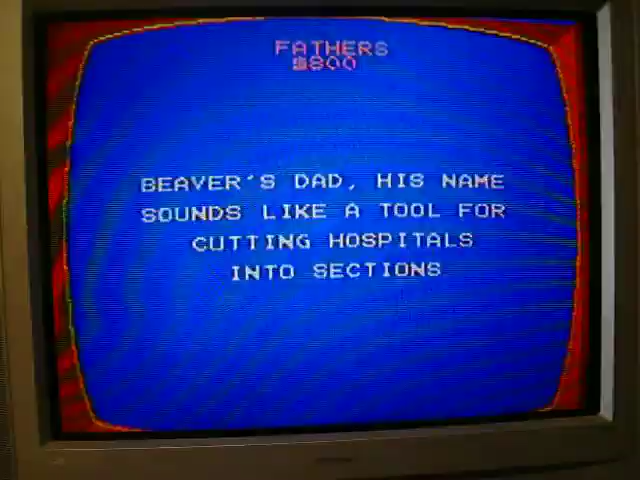 FATHERS
$800
BEAVER'S DAD, HIS NAME
SOUNDS LIKE A TOOL FOR
CUTTING HOSPITALS
INTO SECTIONS